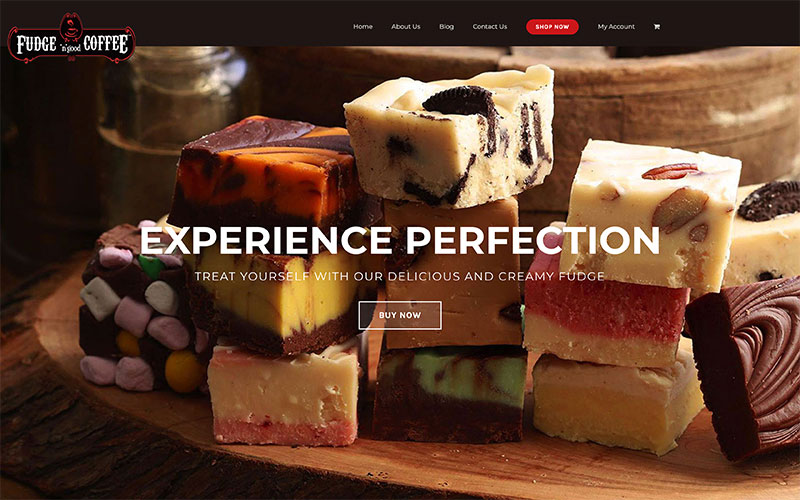 FUDGE 'n'good COFFEE
Home About Us Blog Contact Us SHOP NOW My Account
EXPERIENCE PERFECTION
TREAT YOURSELF WITH OUR DELICIOUS AND CREAMY FUDGE
BUY NOW